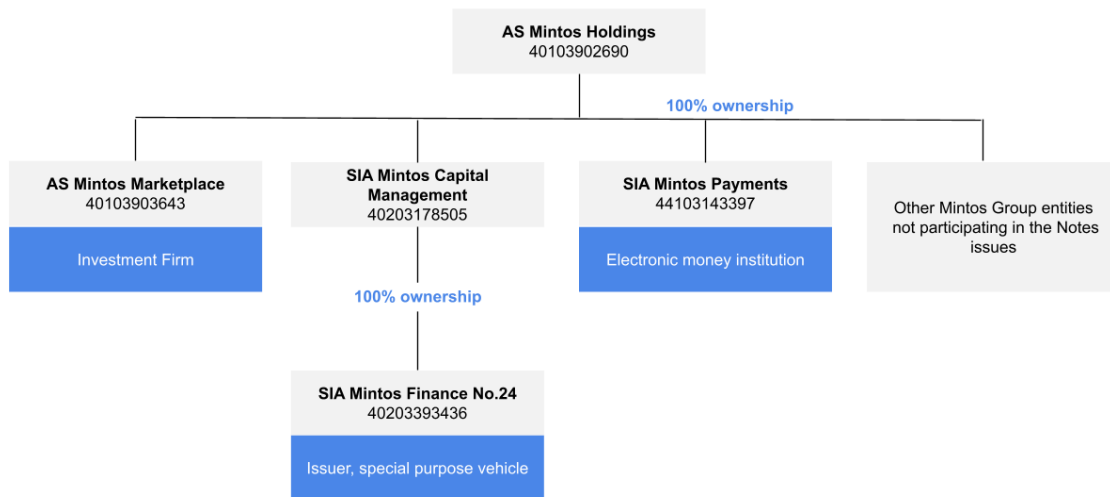 AS Mintos Holdings
40103902690
100% ownership
AS Mintos Marketplace
40103903643
Investment Firm
SIA Mintos Capital
Management
40203178505
SIA Mintos Payments
44103143397
Electronic money institution
Other Mintos Group entities
not participating in the Notes
issues
100% ownership
SIA Mintos Finance No.24
40203393436
Issuer, special purpose vehicle